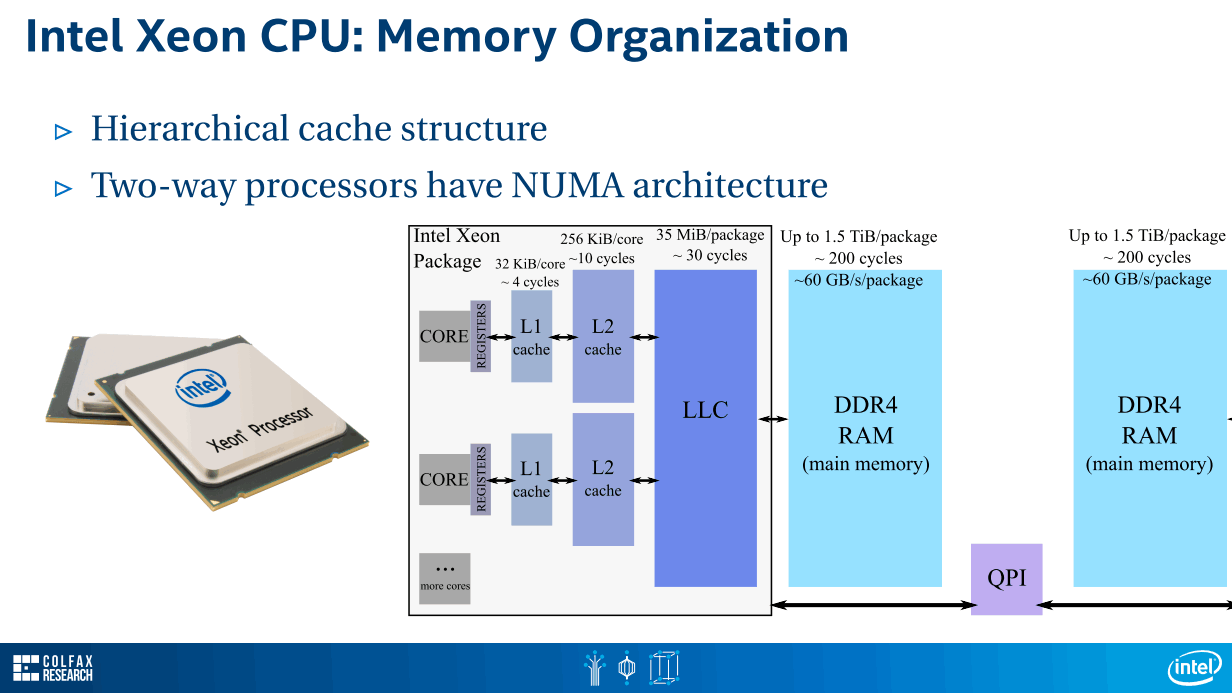 Intel Xeon CPU: Memory Organization
Hierarchical cache structure
Two-way processors have NUMA architecture
intel
Xeon® Processor
Intel Xeon
Package
32 KiB/core
~ 4 cycles
256 KiB/core
~10 cycles
35 MiB/package
~ 30 cycles
Up to 1.5 TiB/package
~ 200 cycles
~60 GB/s/package
Up to 1.5 TiB/package
~ 200 cycles
~60 GB/s/package
CORE
REGISTERS
L1
cache
L2
cache
CORE
REGISTERS
L1
cache
L2
cache
...
more cores
LLC
DDR4
RAM
(main memory)
QPI
DDR4
RAM
(main memory)
COLFAX
RESEARCH
intel